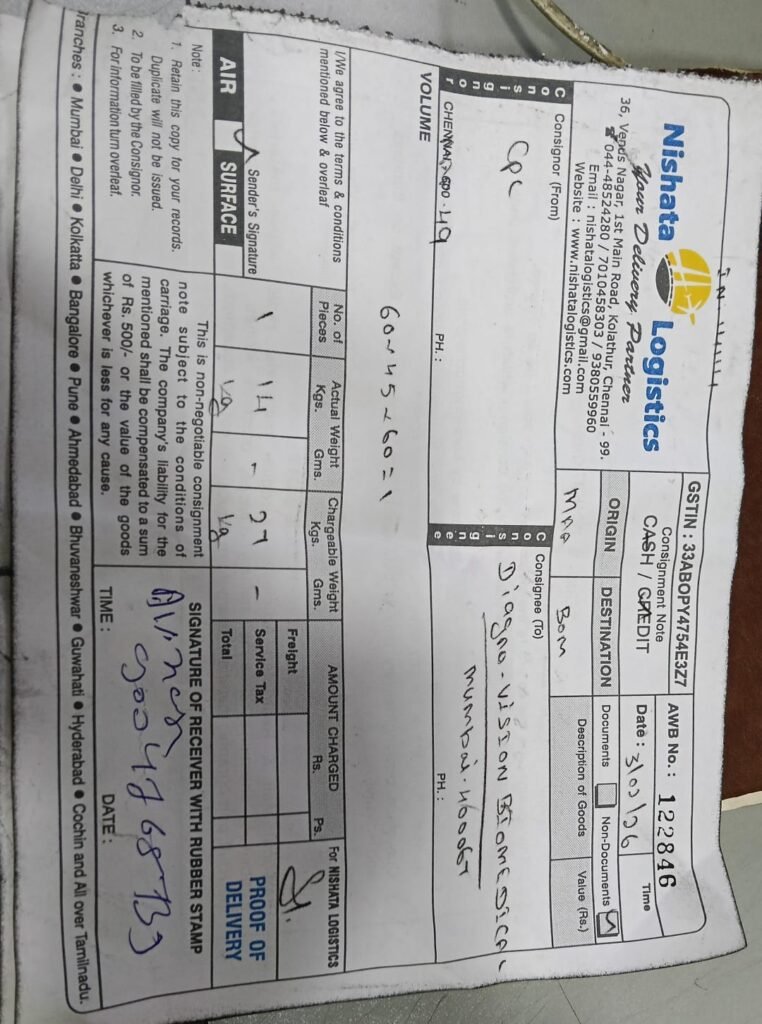 Nishata Logistics
Your Delivery Partner
36, Venus Nagar, 1st Main Road, Kolathur, Chennai - 99.
044-48524280 / 7010458303 / 9380559960
Email : nishatalogistics@gmail.com
Website : www.nishatalogistics.com
GSTIN : 33ABOPY4754E3Z7
Consignment Note
CASH / CREDIT
AWB No. : 122846
Date : 3/02/26
Time
ORIGIN
DESTINATION
MAA
BOM
Documents
Non-Documents
Description of Goods
Value (Rs.)
Consignor
Consignor (From)
CPC
CHENNAI - 600 049
PH. :
Consignee
Consignee (To)
Diagno-VISION BIOMEDICAL
mumbai-400067
PH. :
VOLUME
60 × 45 × 60 = 1
I/We agree to the terms & conditions
mentioned below & overleaf
Sender's Signature
AIR
SURFACE
No. of Pieces
Actual Weight
Kgs.
Gms.
Chargeable Weight
Kgs.
Gms.
1
14 kg
-
27 kg
-
AMOUNT CHARGED
Rs.
Ps.
Freight
Service Tax
Total
For NISHATA LOGISTICS
PROOF OF
DELIVERY
Note:
1. Retain this copy for your records.
Duplicate will not be issued.
2. To be filled by the Consignor.
3. For Information turn overleaf.
This is non-negotiable consignment
note subject to the conditions of
carriage. The company's liability for the
mentioned shall be compensated to a sum
of Rs. 500/- or the value of the goods
whichever is less for any cause.
SIGNATURE OF RECEIVER WITH RUBBER STAMP
TIME :
DATE :
Branches : • Mumbai • Delhi • Kolkatta • Bangalore • Pune • Ahmedabad • Bhuvaneshwar • Guwahati • Hyderabad • Cochin and All over Tamilnadu.